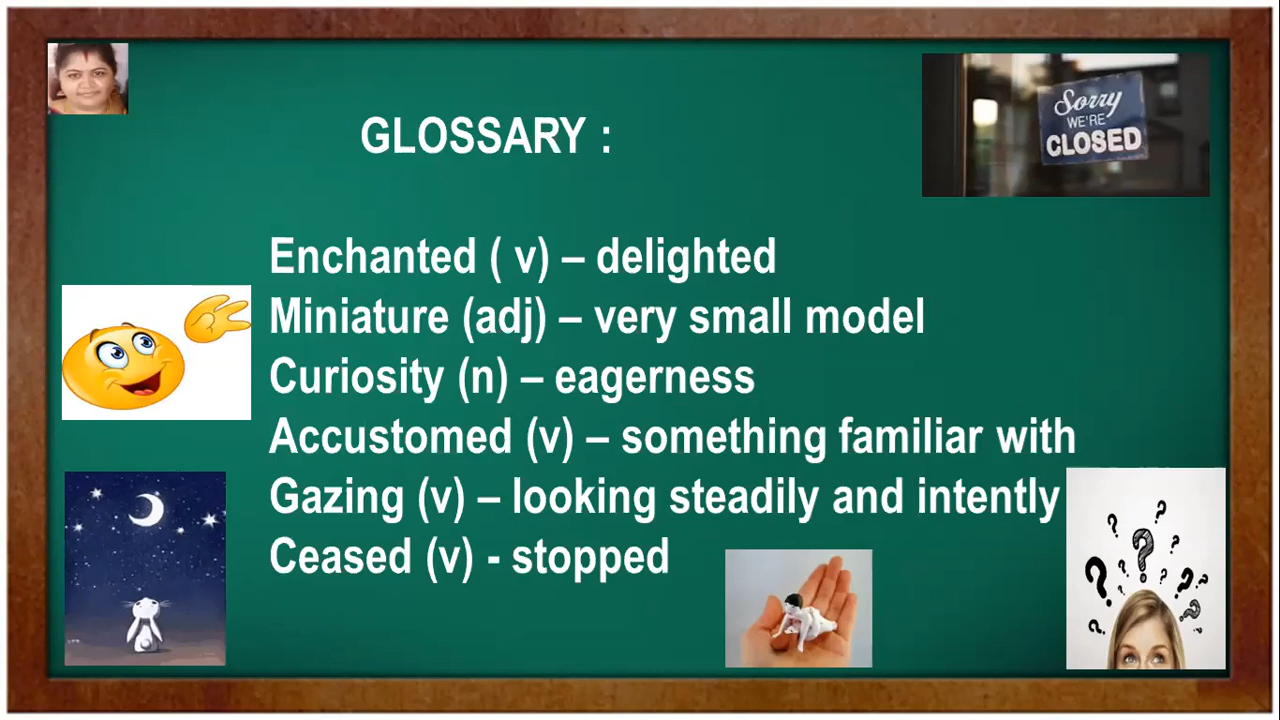 Sorry
WE'RE
CLOSED
GLOSSARY :
Enchanted ( v) – delighted
Miniature (adj) – very small model
Curiosity (n) – eagerness
Accustomed (v) – something familiar with
Gazing (v) – looking steadily and intently
Ceased (v) - stopped